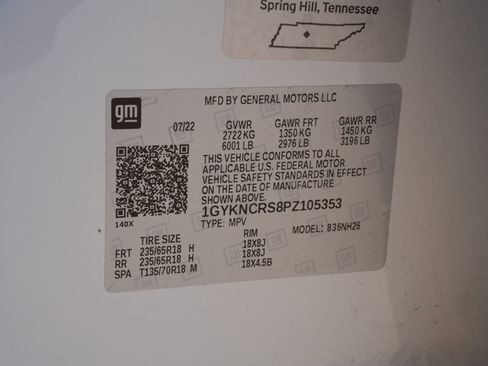 Spring Hill, Tennessee
gm
MFD BY GENERAL MOTORS LLC
07/22 GVWR GAWR FRT GAWR RR
2722 KG 1350 KG 1450 KG
6001 LB 2976 LB 3196 LB
THIS VEHICLE CONFORMS TO ALL
APPLICABLE U.S. FEDERAL MOTOR
VEHICLE SAFETY STANDARDS IN EFFECT
ON THE DATE OF MANUFACTURE
SHOWN ABOVE.
1GYKNCRS8PZ105353
140X
TYPE: MPV MODEL: 836NH26
TIRE SIZE RIM
FRT 235/65R18 H 18X8J
RR 235/65R18 H 18X8J
SPA T135/70R18 M 18X4.5B